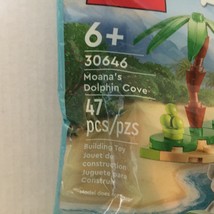 6+
30646
Moana's
Dolphin Cove
47
pcs/pzs
Building Toy
Jouet de
construction
Juguete para
Construir